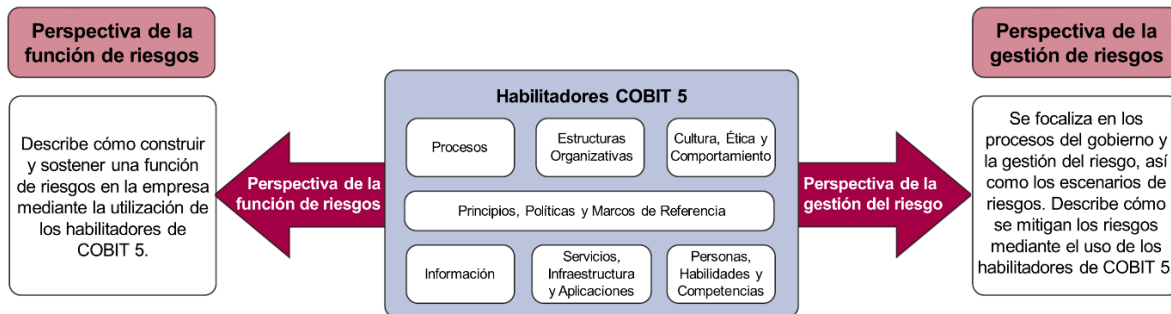 Perspectiva de la
función de riesgos
Describe cómo construir
y sostener una función
de riesgos en la empresa
mediante la utilización de
los habilitadores de
COBIT 5.
Perspectiva de la
función de riesgos
Habilitadores COBIT 5
Procesos
Estructuras
Organizativas
Cultura, Ética y
Comportamiento
Principios, Políticas y Marcos de Referencia
Información
Servicios,
Infraestructura
y Aplicaciones
Personas,
Habilidades y
Competencias
Perspectiva de la
gestión del riesgo
Perspectiva de la
gestión de riesgos
Se focaliza en los
procesos del gobierno y
la gestión del riesgo, así
como los escenarios de
riesgos. Describe cómo
se mitigan los riesgos
mediante el uso de los
habilitadores de COBIT 5